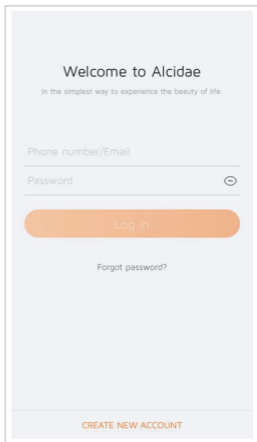 Welcome to Alcidae
In the simplest way to experience the beauty of life.
Phone number/Email
Password
Log in
Forgot password?
CREATE NEW ACCOUNT